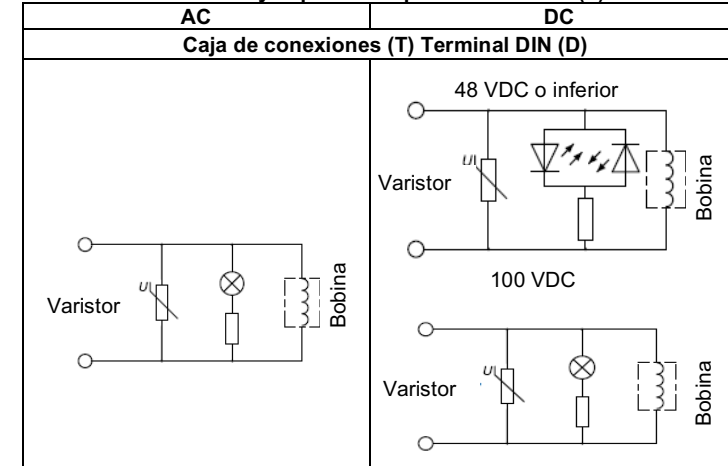 AC
DC
Caja de conexiones (T) Terminal DIN (D)
48 VDC o inferior
U
Varistor
Bobina
100 VDC
U
Varistor
Bobina
U
Varistor
Bobina